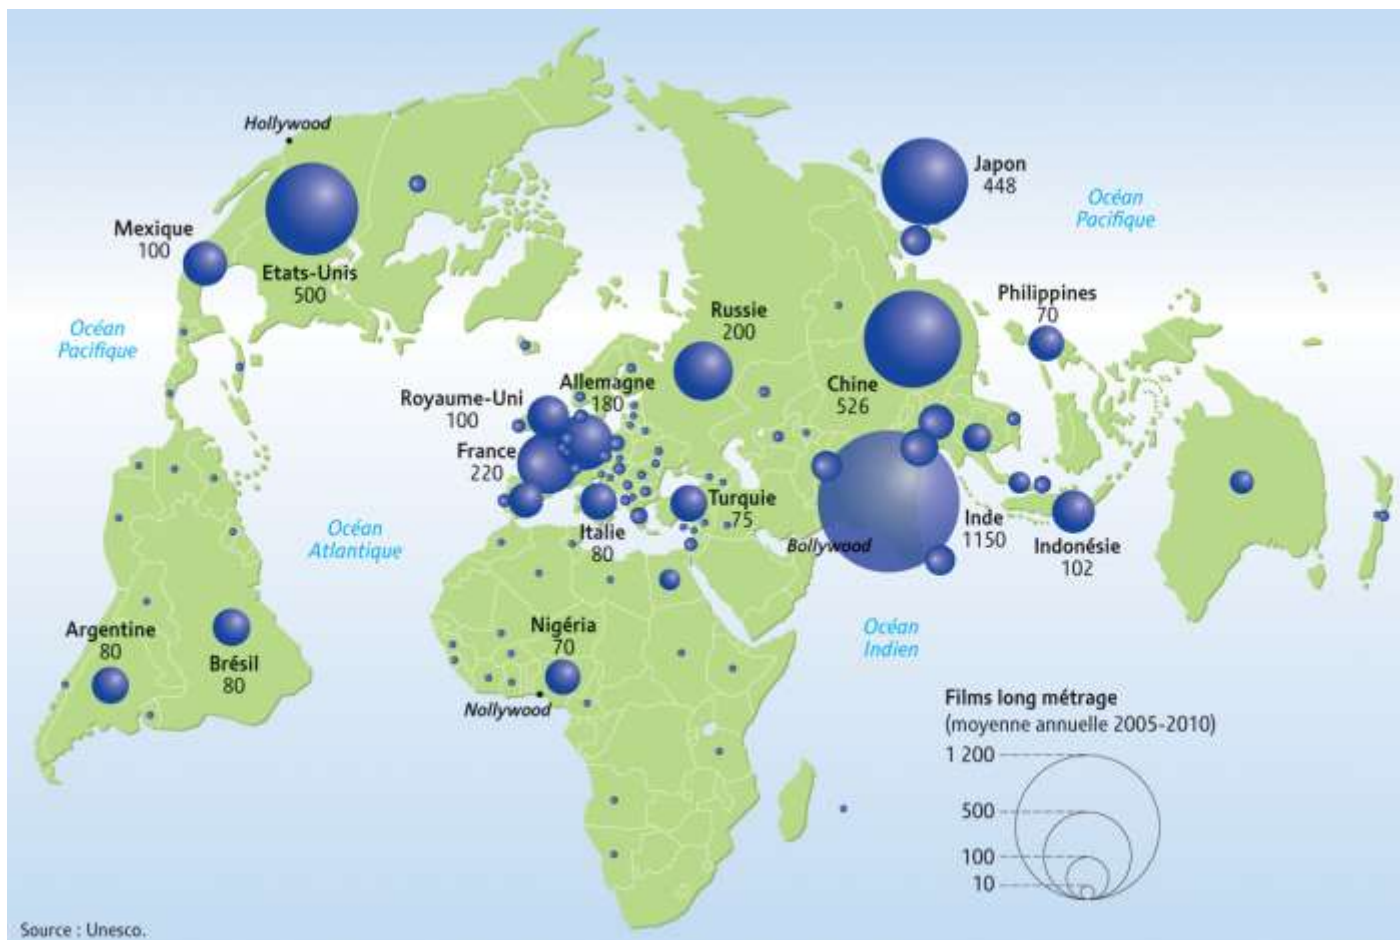 Hollywood
Japon
448
Océan
Pacifique
Mexique
100
Etats-Unis
500
Philippines
70
Russie
200
Océan
Pacifique
Allemagne
180
Chine
526
Royaume-Uni
100
France
220
Turquie
75
Italie
80
Océan
Atlantique
Bollywood
Inde
1150
Indonésie
102
Argentine
80
Brésil
80
Nigéria
70
Nollywood
Océan
Indien
Films long métrage
(moyenne annuelle 2005-2010)
1 200
500
100
10
Source : Unesco.